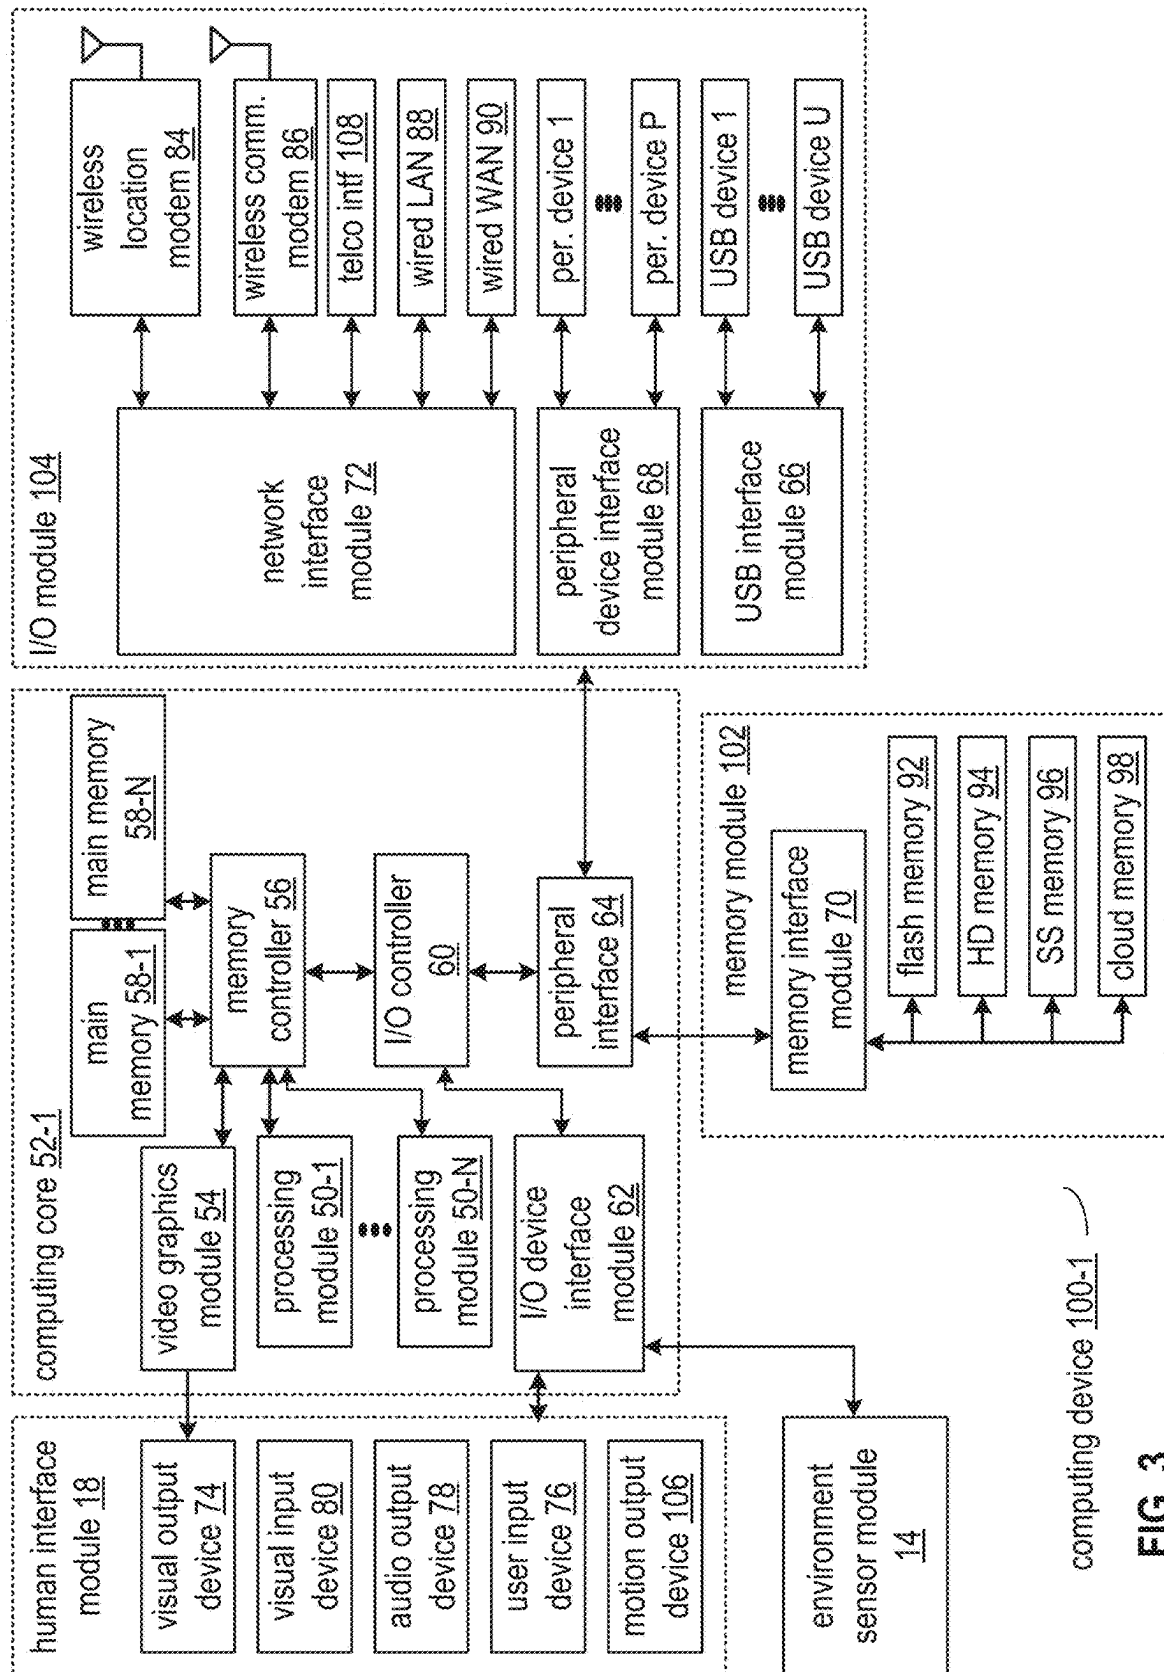 human interface
module 18
visual output
device 74
visual input
device 80
audio output
device 78
user input
device 76
motion output
device 106
environment
sensor module
14
computing core 52-1
video graphics
module 54
processing
module 50-1
processing
module 50-N
I/O device
interface
module 62
main
memory 58-1
main memory
58-N
memory
controller 56
I/O controller
60
peripheral
interface 64
memory module 102
memory interface
module 70
flash memory 92
HD memory 94
SS memory 96
cloud memory 98
I/O module 104
network
interface
module 72
peripheral
device interface
module 68
USB interface
module 66
wireless
location
modem 84
wireless comm.
modem 86
telco intf 108
wired LAN 88
wired WAN 90
per. device 1
per. device P
USB device 1
USB device U
computing device 100-1
FIG. 3